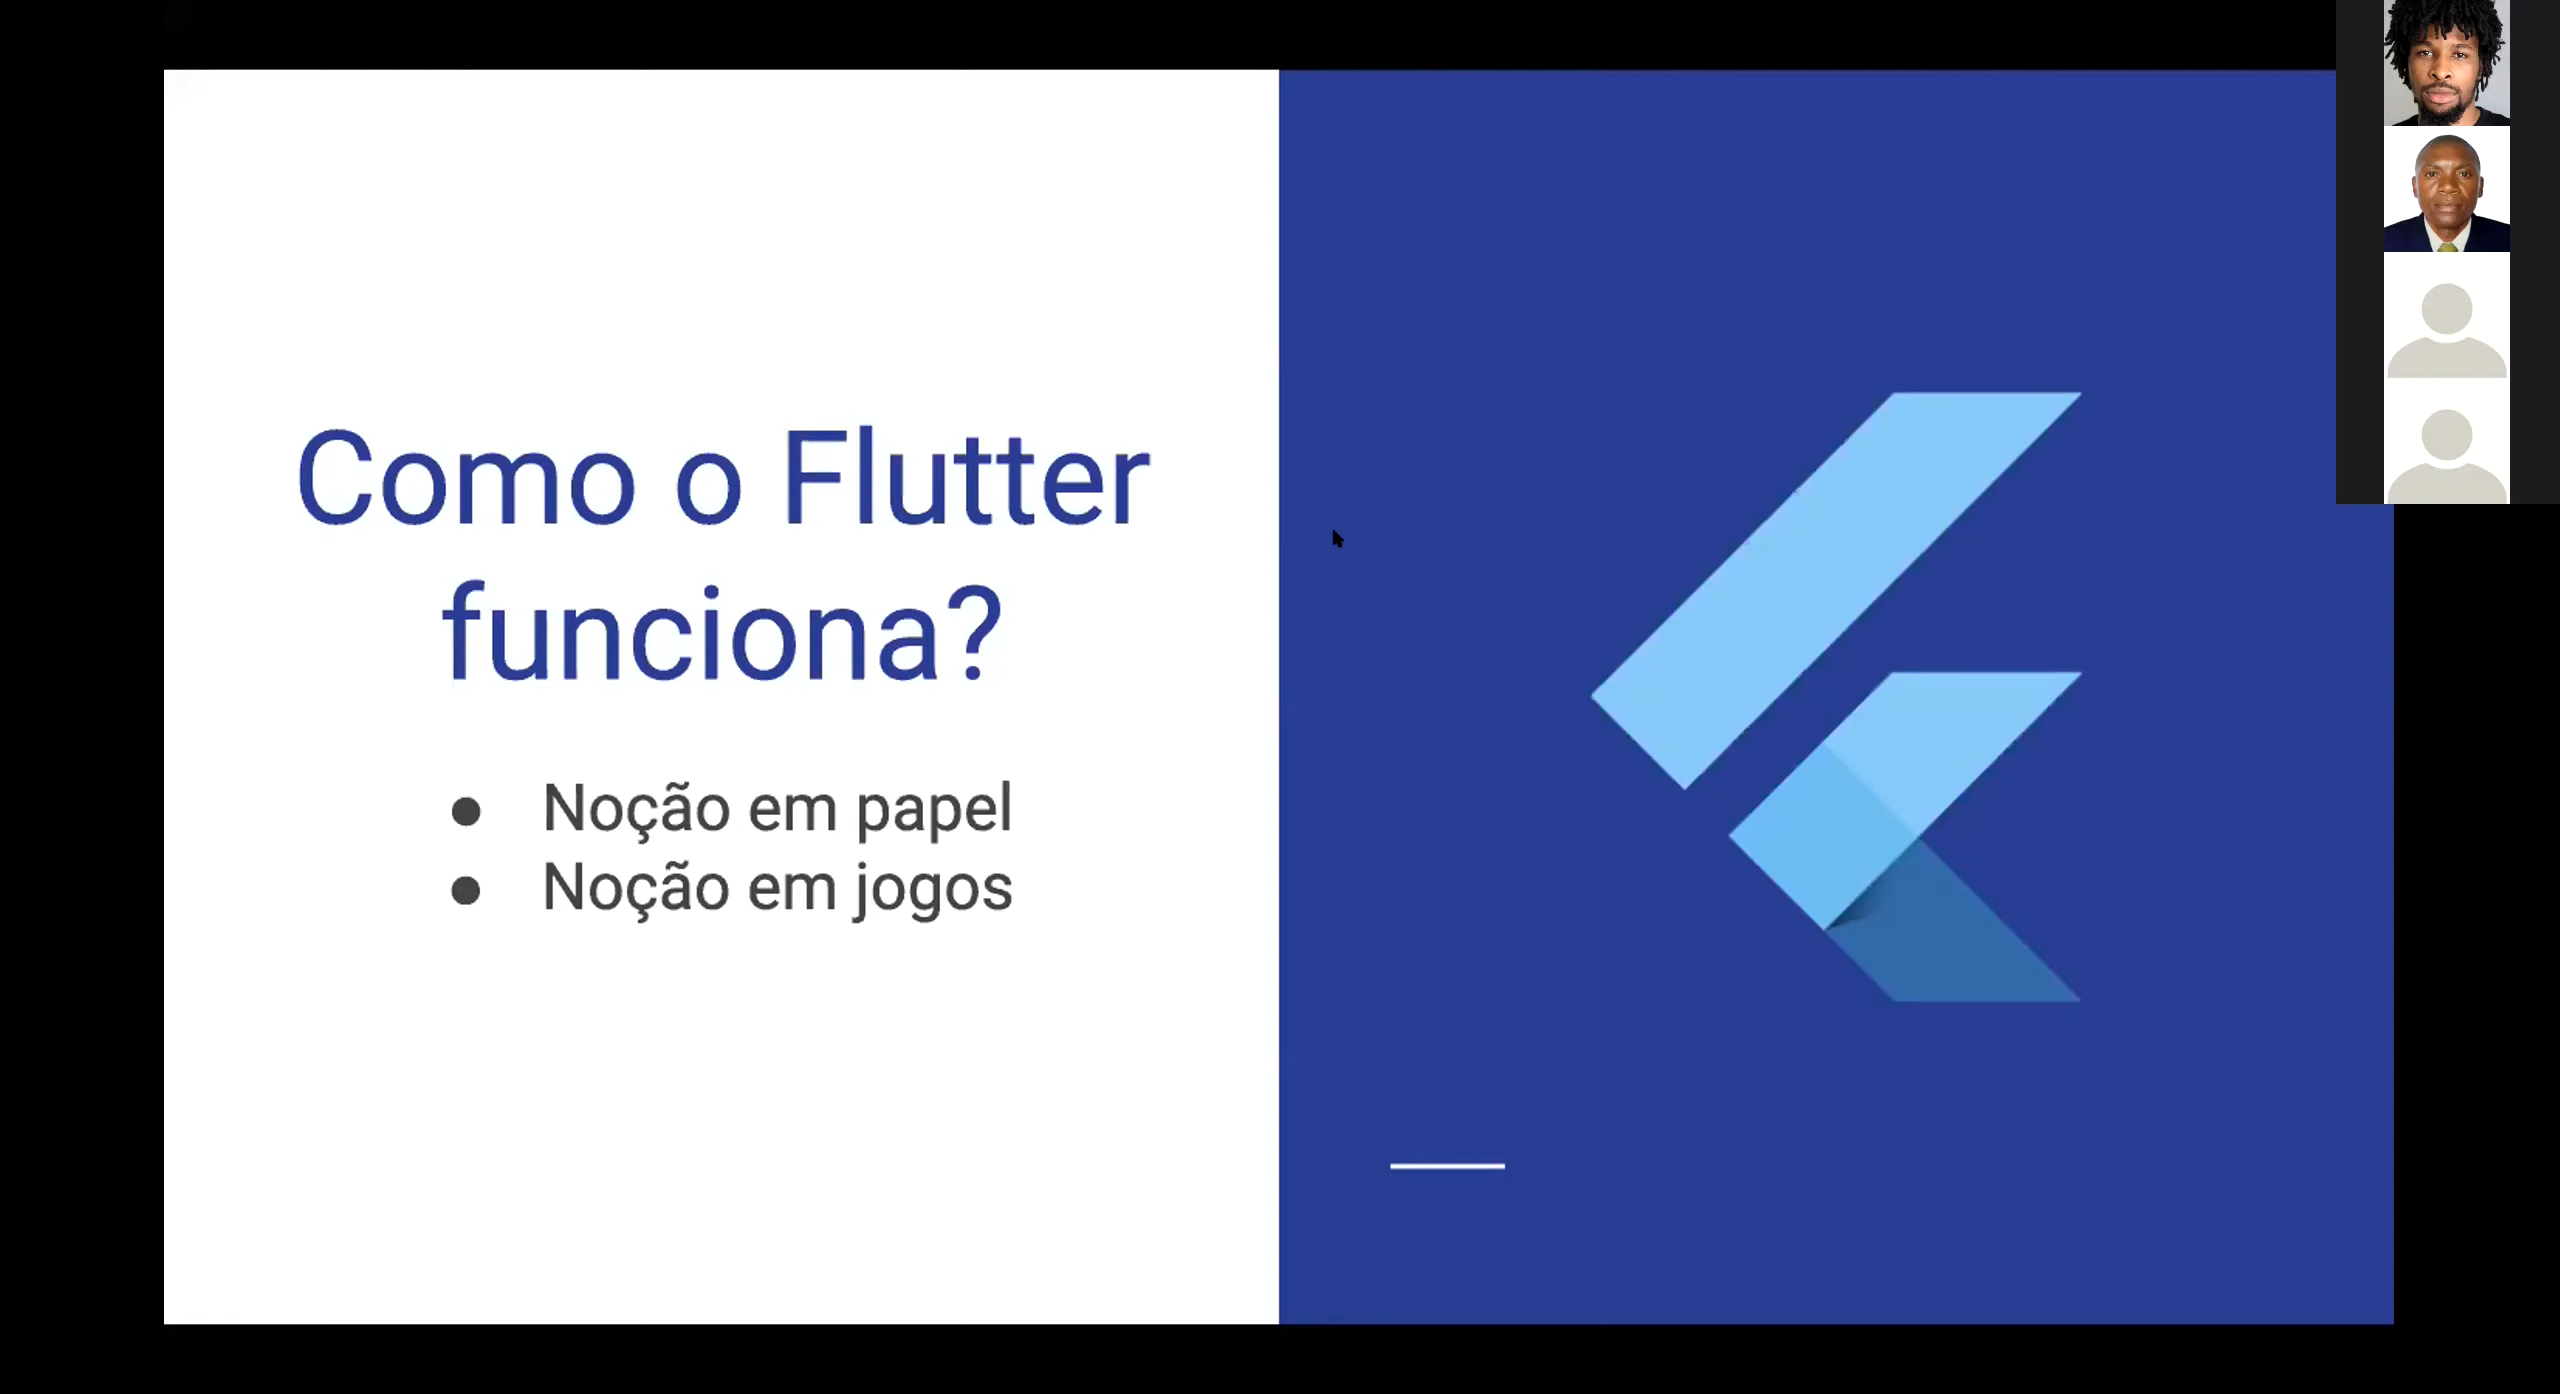 Como o Flutter
funciona?
● Noção em papel
● Noção em jogos